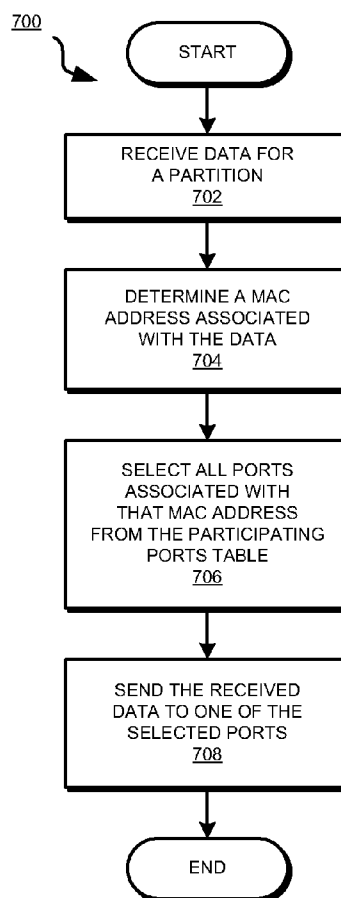 700
START
RECEIVE DATA FOR
A PARTITION
702
DETERMINE A MAC
ADDRESS ASSOCIATED
WITH THE DATA
704
SELECT ALL PORTS
ASSOCIATED WITH
THAT MAC ADDRESS
FROM THE PARTICIPATING
PORTS TABLE
706
SEND THE RECEIVED
DATA TO ONE OF THE
SELECTED PORTS
708
END